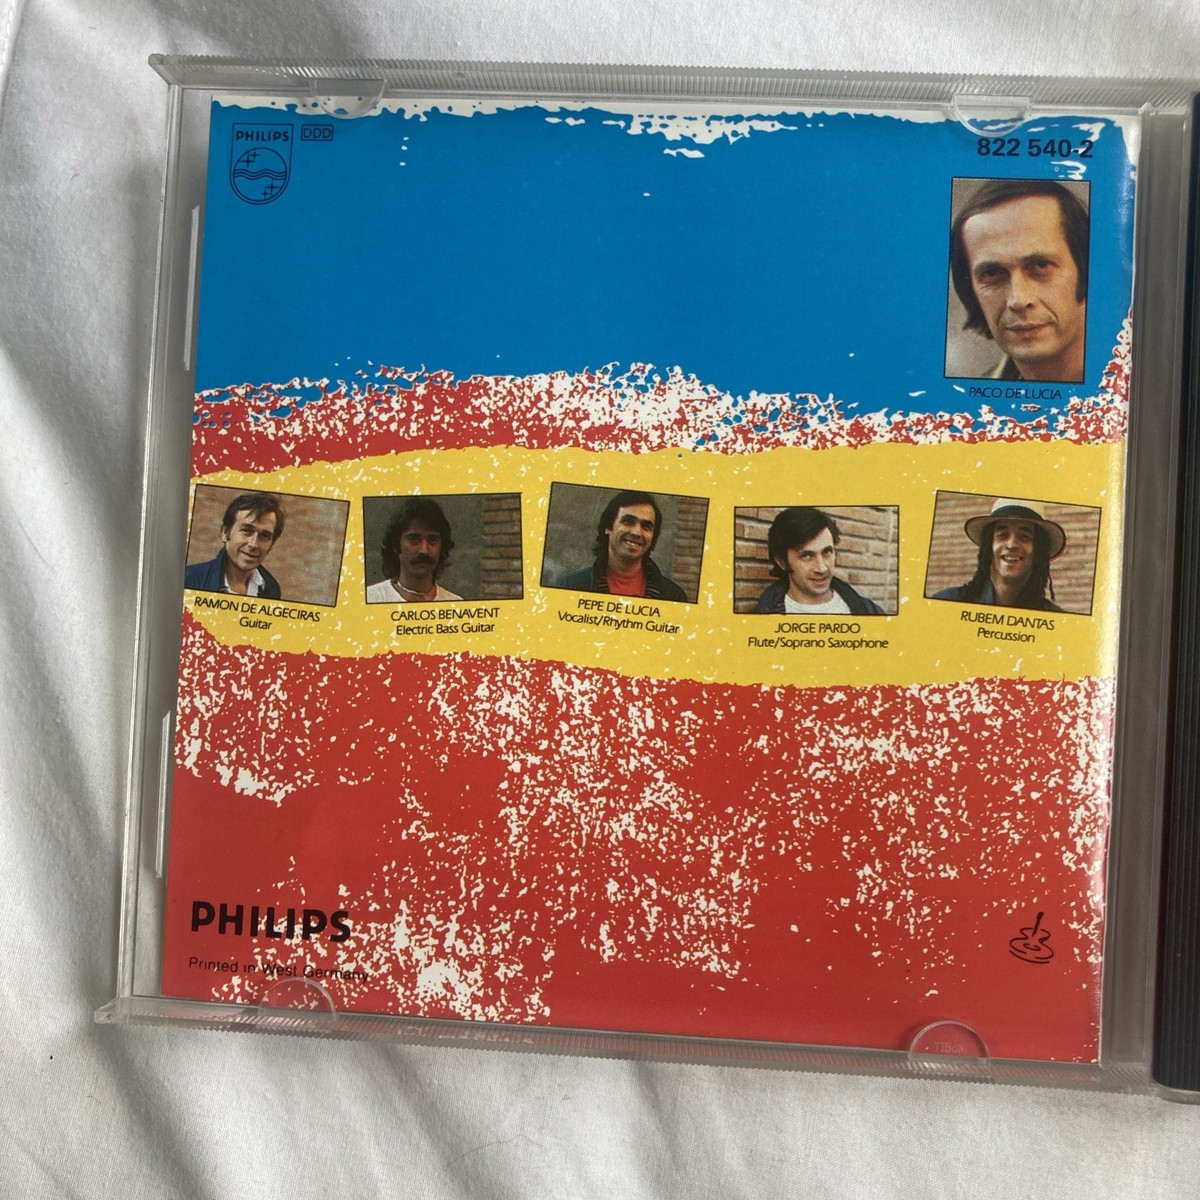 PHILIPS DDD
822 540-2
PACO DE LUCIA
RAMON DE ALGECIRAS
Guitar
CARLOS BENAVENT
Electric Bass Guitar
PEPE DE LUCIA
Vocalist/Rhythm Guitar
JORGE PARDO
Flute/Soprano Saxophone
RUBEM DANTAS
Percussion
PHILIPS
Printed in West Germany